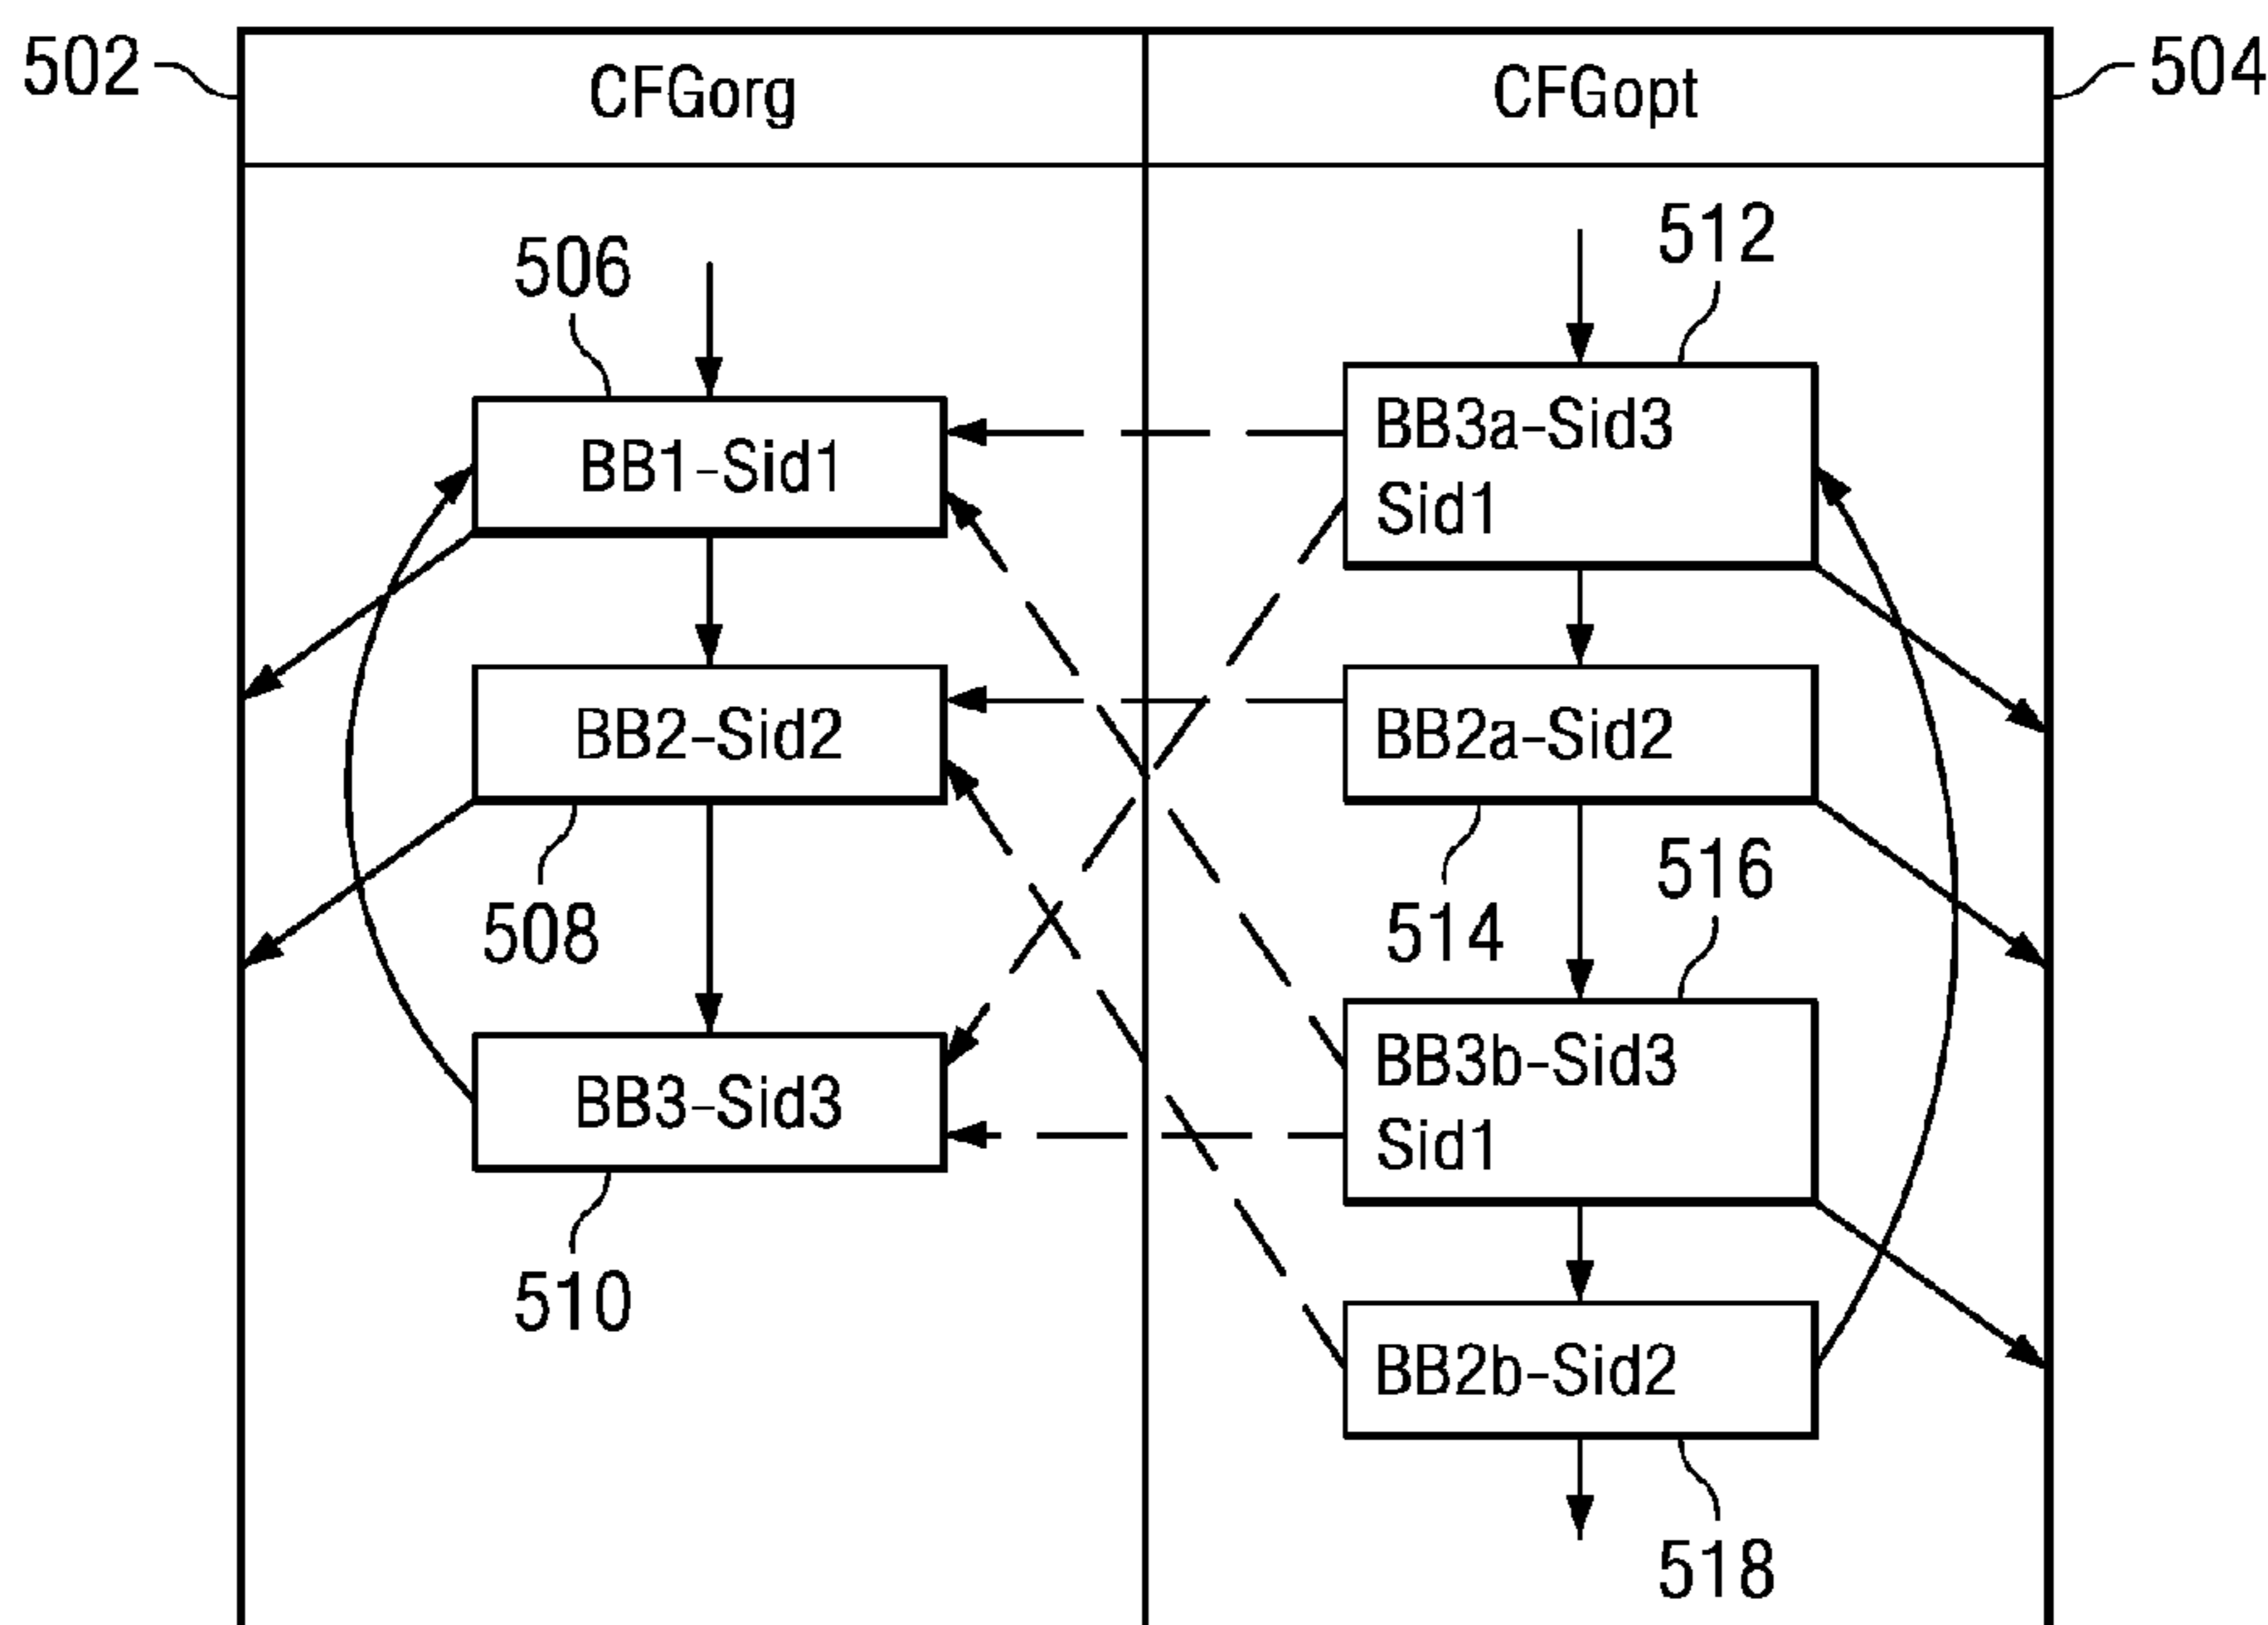 502
CFGorg
CFGopt
504
506
512
BB1-Sid1
BB3a-Sid3
Sid1
BB2-Sid2
BB2a-Sid2
508
514
516
BB3-Sid3
BB3b-Sid3
Sid1
510
BB2b-Sid2
518